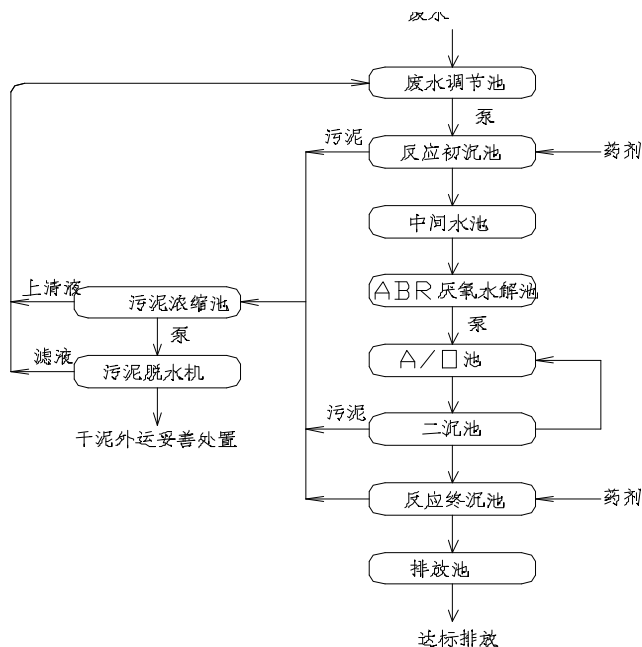 废水
废水调节池
泵
污泥
反应初沉池
药剂
中间水池
ABR厌氧水解池
上清液
污泥浓缩池
泵
泵
滤液
污泥脱水机
A/O池
干泥外运妥善处置
污泥
二沉池
反应终沉池
药剂
排放池
达标排放